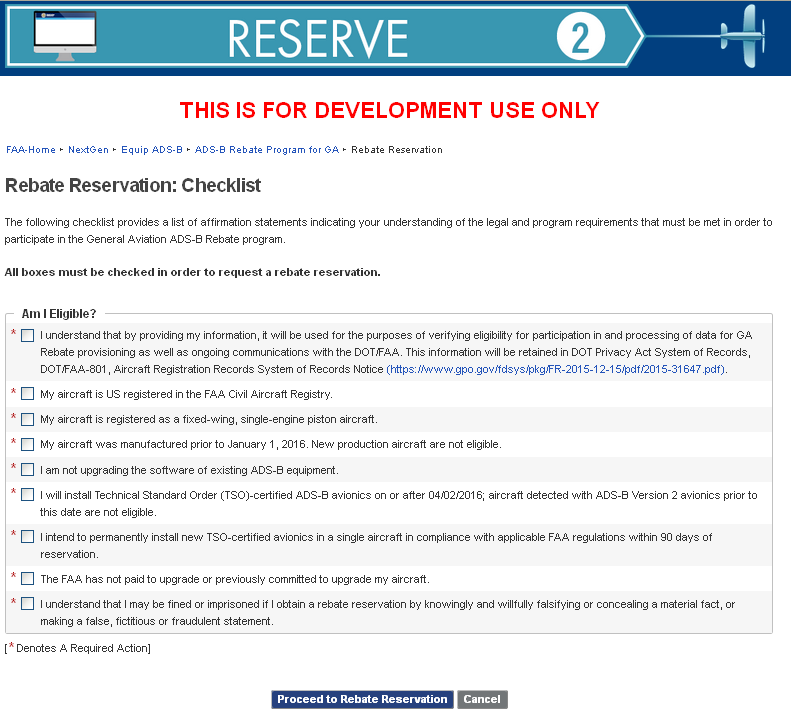 RESERVE 2
THIS IS FOR DEVELOPMENT USE ONLY
FAA-Home ▸ NextGen ▸ Equip ADS-B ▸ ADS-B Rebate Program for GA ▸ Rebate Reservation
Rebate Reservation: Checklist
The following checklist provides a list of affirmation statements indicating your understanding of the legal and program requirements that must be met in order to
participate in the General Aviation ADS-B Rebate program.
All boxes must be checked in order to request a rebate reservation.
Am I Eligible?
* I understand that by providing my information, it will be used for the purposes of verifying eligibility for participation in and processing of data for GA
Rebate provisioning as well as ongoing communications with the DOT/FAA. This information will be retained in DOT Privacy Act System of Records,
DOT/FAA-801, Aircraft Registration Records System of Records Notice (https://www.gpo.gov/fdsys/pkg/FR-2015-12-15/pdf/2015-31647.pdf).
* My aircraft is US registered in the FAA Civil Aircraft Registry.
* My aircraft is registered as a fixed-wing, single-engine piston aircraft.
* My aircraft was manufactured prior to January 1, 2016. New production aircraft are not eligible.
* I am not upgrading the software of existing ADS-B equipment.
* I will install Technical Standard Order (TSO)-certified ADS-B avionics on or after 04/02/2016; aircraft detected with ADS-B Version 2 avionics prior to
this date are not eligible.
* I intend to permanently install new TSO-certified avionics in a single aircraft in compliance with applicable FAA regulations within 90 days of
reservation.
* The FAA has not paid to upgrade or previously committed to upgrade my aircraft.
* I understand that I may be fined or imprisoned if I obtain a rebate reservation by knowingly and willfully falsifying or concealing a material fact, or
making a false, fictitious or fraudulent statement.
[* Denotes A Required Action]
Proceed to Rebate Reservation Cancel